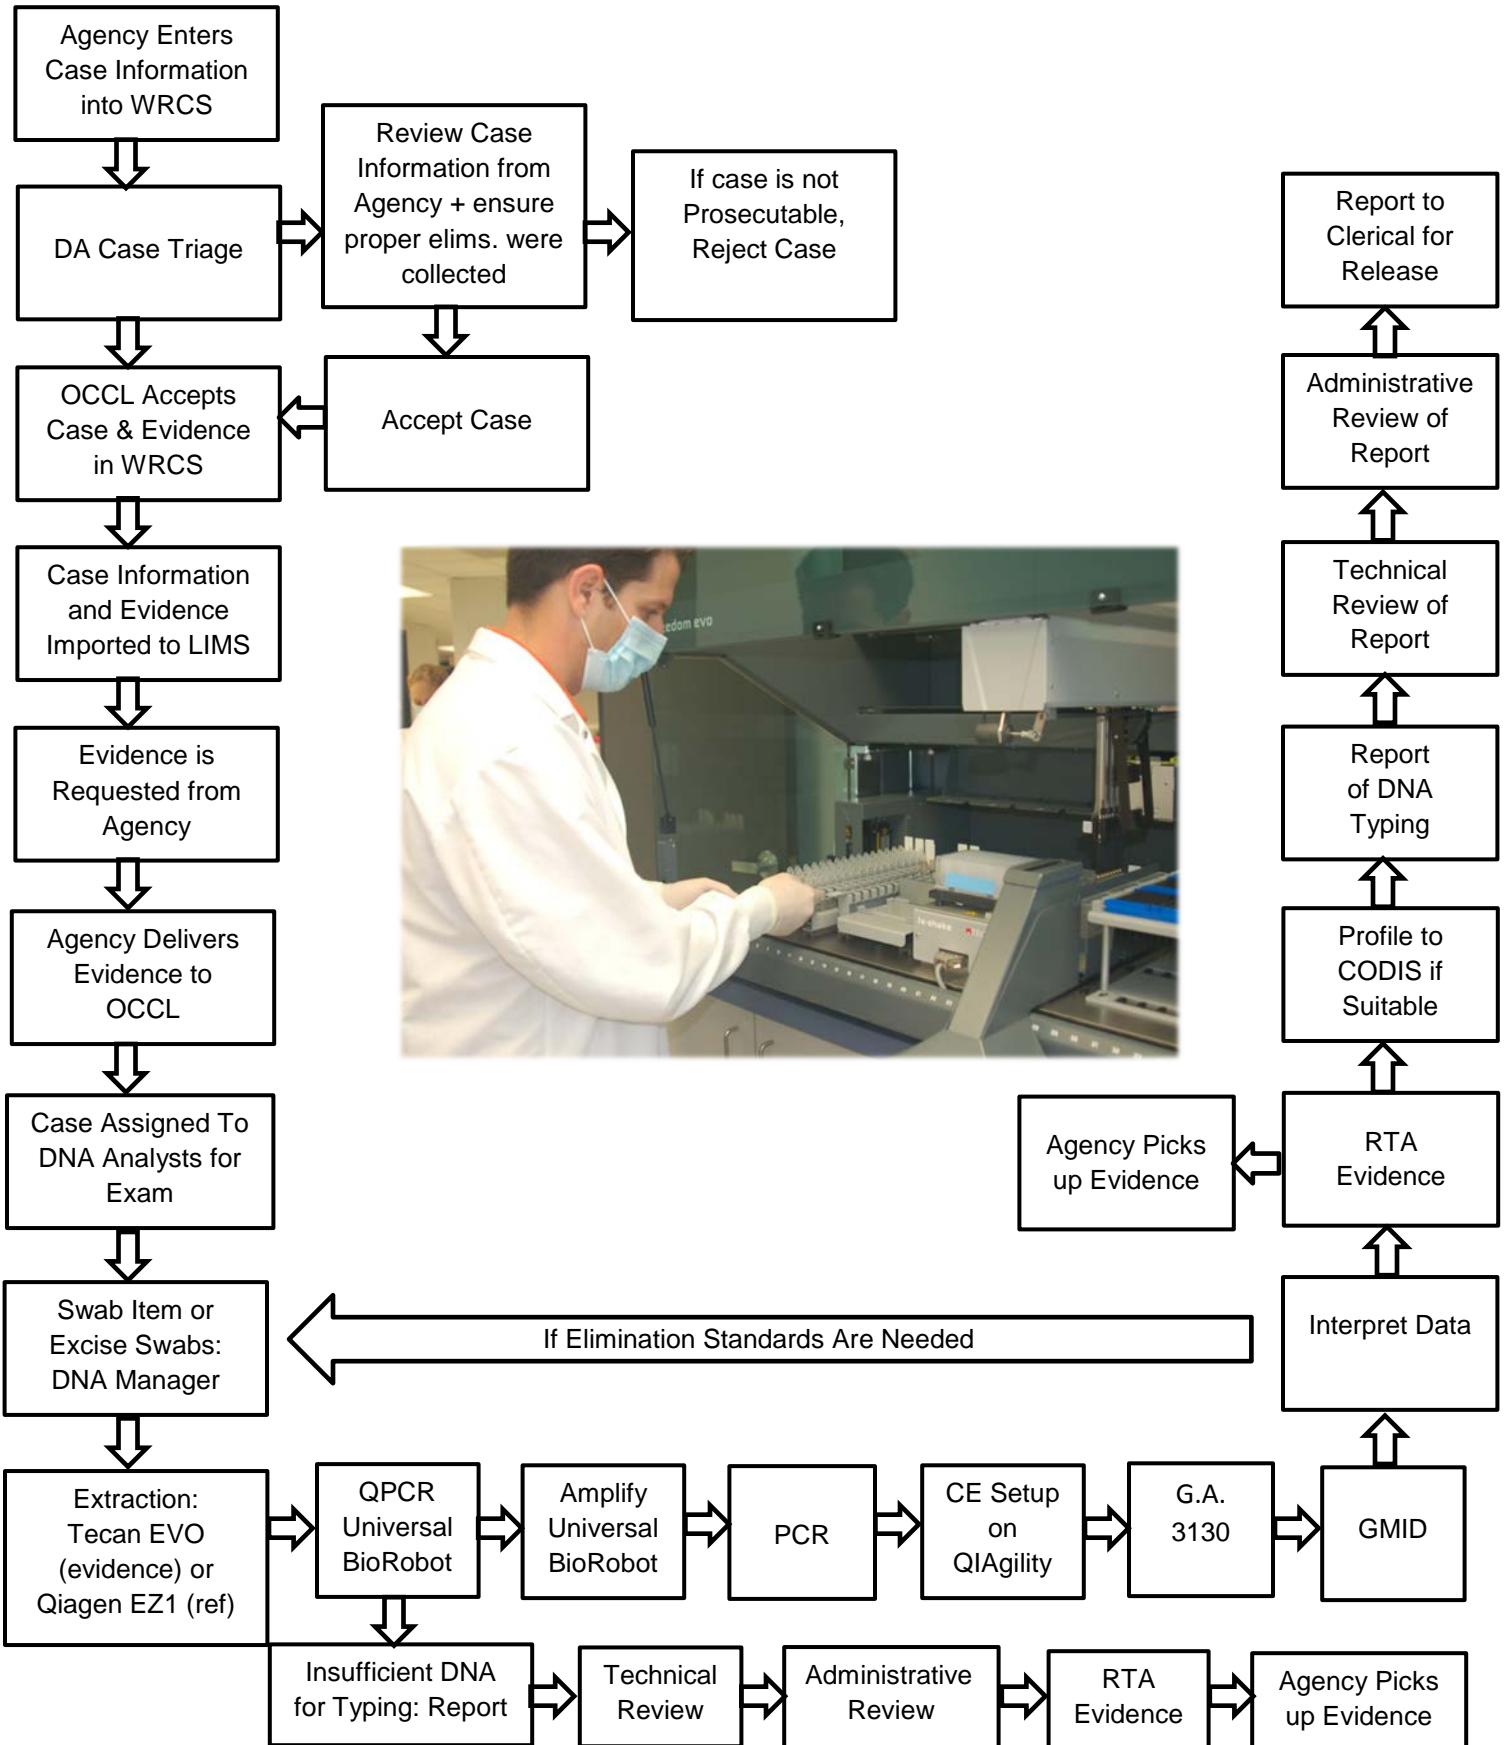 Agency Enters
Case Information
into WRCS
DA Case Triage
Review Case
Information from
Agency + ensure
proper elims. were
collected
If case is not
Prosecutable,
Reject Case
OCCL Accepts
Case & Evidence
in WRCS
Accept Case
Case Information
and Evidence
Imported to LIMS
Evidence is
Requested from
Agency
Agency Delivers
Evidence to
OCCL
Case Assigned To
DNA Analysts for
Exam
Swab Item or
Excise Swabs:
DNA Manager
If Elimination Standards Are Needed
Extraction:
Tecan EVO
(evidence) or
Qiagen EZ1 (ref)
QPCR
Universal
BioRobot
Amplify
Universal
BioRobot
PCR
CE Setup
on
QIAgility
G.A.
3130
GMID
Insufficient DNA
for Typing: Report
Technical
Review
Administrative
Review
RTA
Evidence
Agency Picks
up Evidence
Interpret Data
RTA
Evidence
Agency Picks
up Evidence
Profile to
CODIS if
Suitable
Report
of DNA
Typing
Technical
Review of
Report
Administrative
Review of
Report
Report to
Clerical for
Release
edom evo